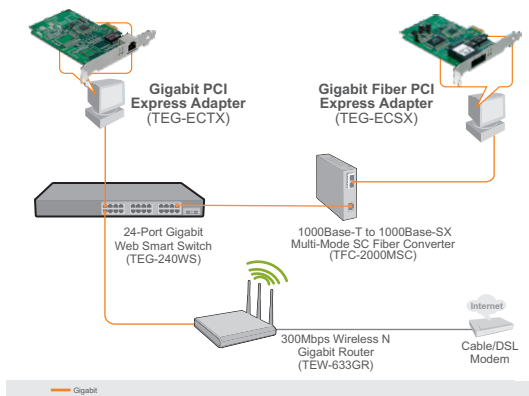 Gigabit PCI
Express Adapter
(TEG-ECTX)
Gigabit Fiber PCI
Express Adapter
(TEG-ECSX)
24-Port Gigabit
Web Smart Switch
(TEG-240WS)
1000Base-T to 1000Base-SX
Multi-Mode SC Fiber Converter
(TFC-2000MSC)
300Mbps Wireless N
Gigabit Router
(TEW-633GR)
Internet
Cable/DSL
Modem
Gigabit